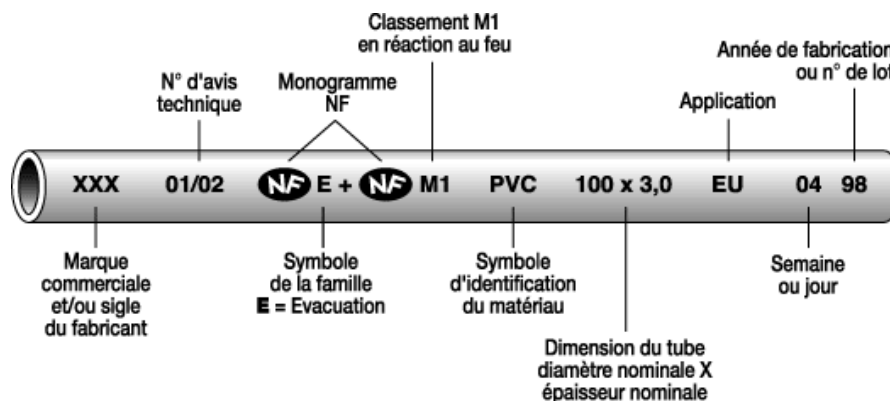 Classement M1
en réaction au feu
Année de fabrication
ou n° de lot
N° d'avis
technique
Monogramme
NF
Application
XXX 01/02 NF E + NF M1 PVC 100 x 3,0 EU 04 98
Marque
commerciale
et/ou sigle
du fabricant
Symbole
de la famille
E = Evacuation
Symbole
d'identification
du matériau
Semaine
ou jour
Dimension du tube
diamètre nominale X
épaisseur nominale